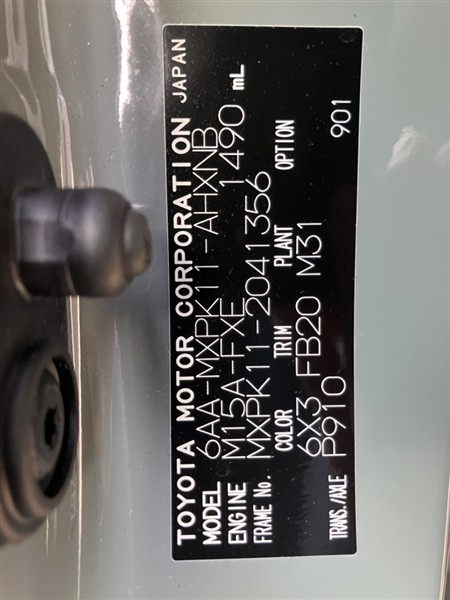 TOYOTA MOTOR CORPORATION JAPAN
MODEL 6AA-MXPK11-AHXNB
ENGINE M15A-FXE 1490 mL
FRAME No. MXPK11-2041356
COLOR TRIM PLANT OPTION
6X3 FB20 M31
TRANS./AXLE P910 901